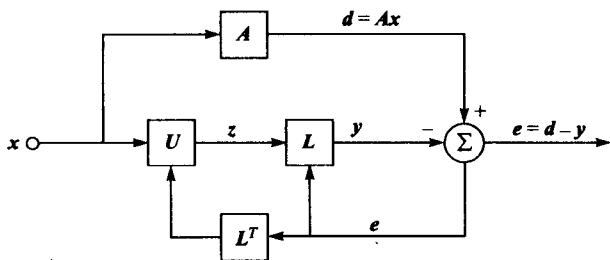 A
d = Ax
+
x
U
z
L
y
−
Σ
e = d – y
L^T
e